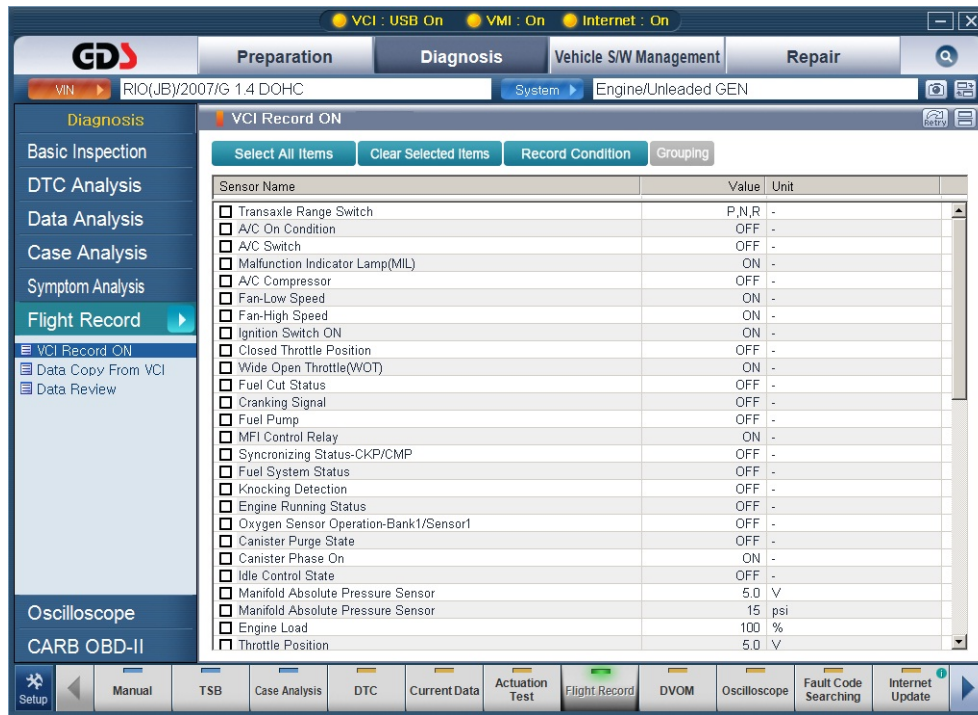 VCI : USB On VMI : On Internet : On
GDS Preparation Diagnosis Vehicle S/W Management Repair
VIN RIO(JB)/2007/G 1.4 DOHC System Engine/Unleaded GEN
Diagnosis
VCI Record ON Retry
Basic Inspection
DTC Analysis
Data Analysis
Case Analysis
Symptom Analysis
Flight Record
VCI Record ON
Data Copy From VCI
Data Review
Oscilloscope
CARB OBD-II
Select All Items Clear Selected Items Record Condition Grouping
Sensor Name Value Unit
Transaxle Range Switch P,N,R -
A/C On Condition OFF -
A/C Switch OFF -
Malfunction Indicator Lamp(MIL) ON -
A/C Compressor OFF -
Fan-Low Speed ON -
Fan-High Speed ON -
Ignition Switch ON ON -
Closed Throttle Position OFF -
Wide Open Throttle(WOT) ON -
Fuel Cut Status OFF -
Cranking Signal OFF -
Fuel Pump OFF -
MFI Control Relay ON -
Syncronizing Status-CKP/CMP OFF -
Fuel System Status OFF -
Knocking Detection OFF -
Engine Running Status OFF -
Oxygen Sensor Operation-Bank1/Sensor1 OFF -
Canister Purge State OFF -
Canister Phase On ON -
Idle Control State OFF -
Manifold Absolute Pressure Sensor 5.0 V
Manifold Absolute Pressure Sensor 15 psi
Engine Load 100 %
Throttle Position 5.0 V
Setup Manual TSB Case Analysis DTC Current Data Actuation Test Flight Record DVOM Oscilloscope Fault Code Searching Internet Update